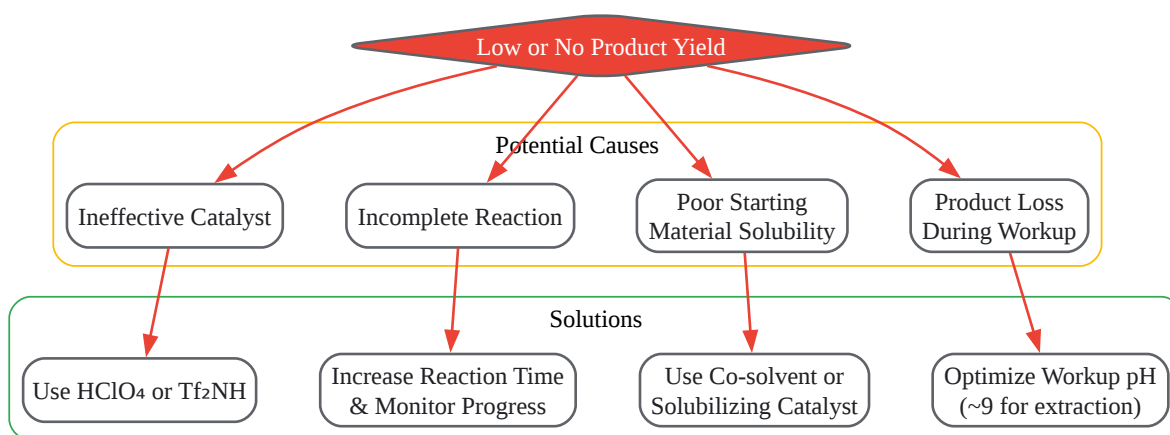 Low or No Product Yield
Potential Causes
Ineffective Catalyst
Incomplete Reaction
Poor Starting
Material Solubility
Product Loss
During Workup
Solutions
Use HClO₄ or Tf₂NH
Increase Reaction Time
& Monitor Progress
Use Co-solvent or
Solubilizing Catalyst
Optimize Workup pH
(~9 for extraction)